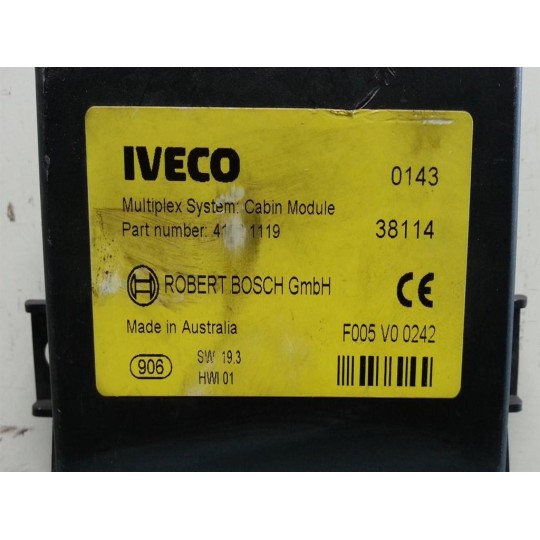 IVECO 0143
Multiplex System: Cabin Module
Part number: 1119 38114
ROBERT BOSCH GmbH CE
Made in Australia F005 V0 0242
906 SW 19.3
HWI 01